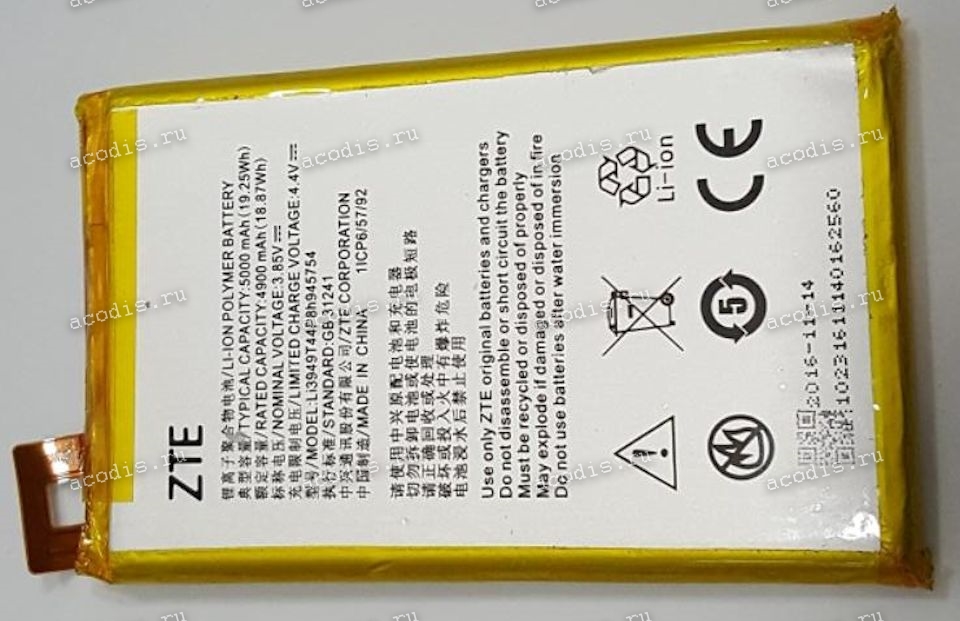 ZTE
锂离子聚合物电池/LI-ION POLYMER BATTERY
典型容量/TYPICAL CAPACITY:5000 mAh(19.25Wh)
额定容量/RATED CAPACITY:4900 mAh(18.87Wh)
标称电压/NOMINAL VOLTAGE:3.85V⎓
充电限制电压/LIMITED CHARGE VOLTAGE:4.4V⎓
型号/MODEL:Li3949T44P8h945754
执行标准/STANDARD:GB 31241
中兴通讯股份有限公司/ZTE CORPORATION
中国制造/MADE IN CHINA 1ICP6/57/92
请使用中兴原配电池和充电器
切勿拆卸电池或使电池的电极短路
请正确回收或处理
破坏或投入火中有爆炸危险
电池浸水后禁止使用
Use only ZTE original batteries and chargers
Do not disassemble or short circuit the battery
Must be recycled or disposed of properly
May explode if damaged or disposed of in fire
Do not use batteries after water immersion
Li-ion
5
CE
2016-11-14
10231611140162560
acodis.ru